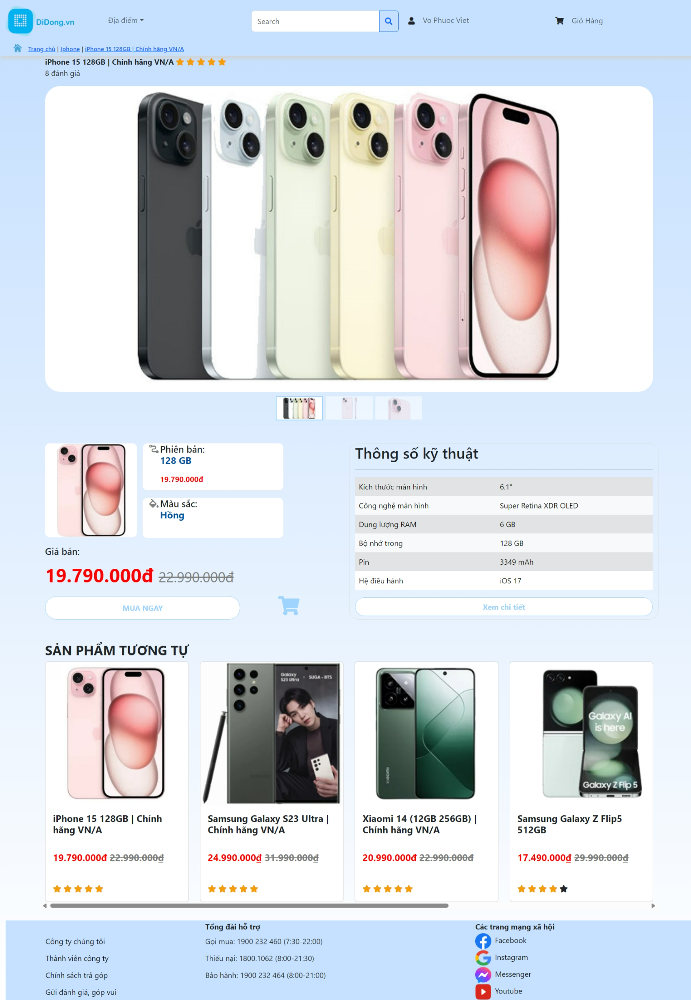 DiDong.vn
Địa điểm
Search
Vo Phuoc Viet
Giỏ Hàng
Trang chủ | Iphone | iPhone 15 128GB | Chính hãng VN/A
iPhone 15 128GB | Chính hãng VN/A
8 đánh giá
Phiên bản:
128 GB
19.790.000đ
Màu sắc:
Hồng
Giá bán:
19.790.000đ 22.990.000đ
MUA NGAY
Thông số kỹ thuật
Kích thước màn hình 6.1"
Công nghệ màn hình Super Retina XDR OLED
Dung lượng RAM 6 GB
Bộ nhớ trong 128 GB
Pin 3349 mAh
Hệ điều hành iOS 17
Xem chi tiết
SẢN PHẨM TƯƠNG TỰ
Galaxy S23 Ultra x SUGA - BTS
SAMSUNG
xiaomi
Galaxy AI
is here
Galaxy Z Flip 5
iPhone 15 128GB | Chính
hãng VN/A
19.790.000đ 22.990.000₫
Samsung Galaxy S23 Ultra |
Chính hãng VN/A
24.990.000₫ 31.990.000₫
Xiaomi 14 (12GB 256GB) |
Chính hãng VN/A
20.990.000đ 22.990.000đ
Samsung Galaxy Z Flip5
512GB
17.490.000₫ 29.990.000₫
Công ty chúng tôi
Thành viên công ty
Chính sách trả góp
Gửi đánh giá, góp vui
Tổng đài hỗ trợ
Gọi mua: 1900 232 460 (7:30-22:00)
Thiếu nại: 1800.1062 (8:00-21:30)
Bảo hành: 1900 232 464 (8:00-21:00)
Các trang mạng xã hội
Facebook
Instagram
Messenger
Youtube